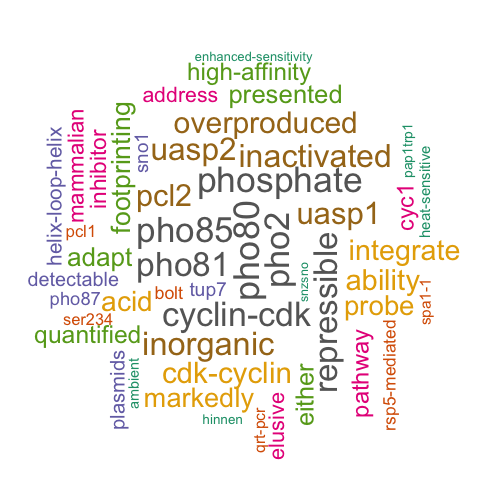 enhanced-sensitivity
high-affinity
address
presented
overproduced
uasp2
inactivated
phosphate
pcl2
uasp1
pho85
pho81
pho80
pho2
cyclin-cdk
repressible
inorganic
cdk-cyclin
markedly
integrate
ability
probe
acid
adapt
quantified
either
pathway
elusive
footprinting
inhibitor
mammalian
helix-loop-helix
sno1
cyc1
pap1trp1
heat-sensitive
pcl1
detectable
pho87
bolt
tup7
snzsno
ser234
plasmids
ambient
hinnen
qrt-pcr
rsp5-mediated
spa1-1